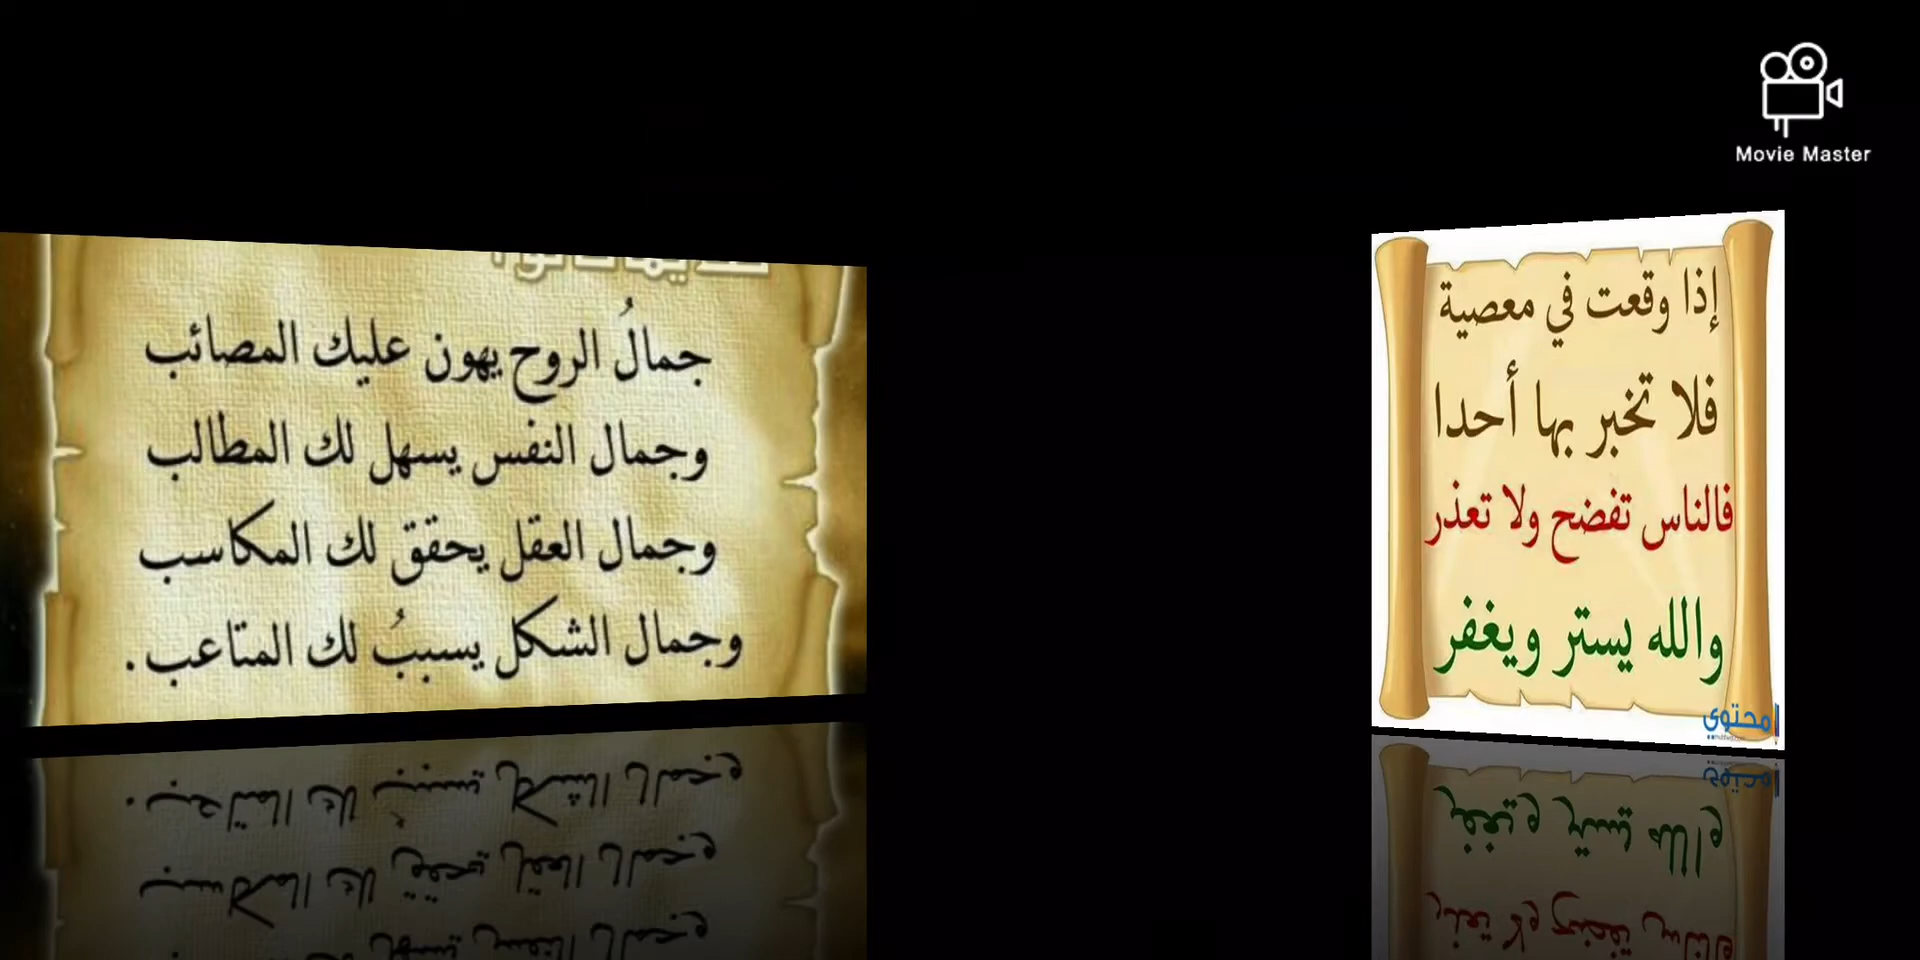 Movie Master
جمالُ الروح يهون عليك المصائب
وجمال النفس يسهل لك المطالب
وجمال العقل يحقق لك المكاسب
وجمال الشكل يسببُ لك المتاعب.
إذا وقعت في معصية
فلا تخبر بها أحدا
فالناس تفضح ولا تعذر
والله يستر ويغفر
محتوى